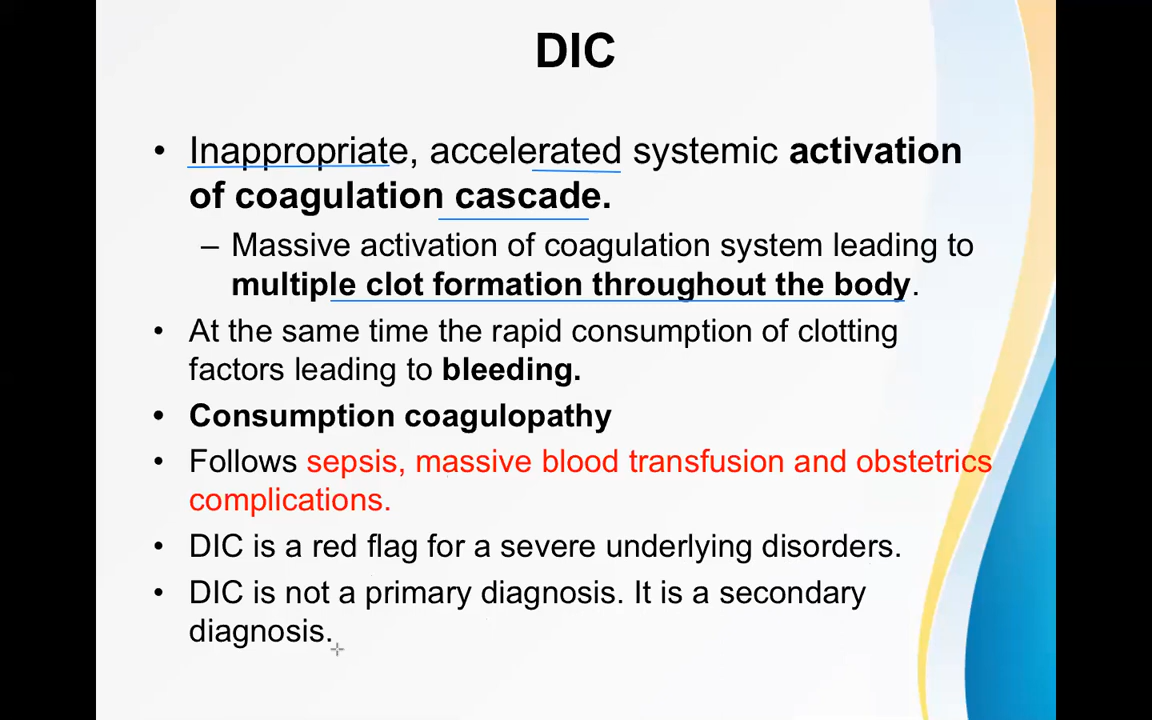 DIC
• Inappropriate, accelerated systemic activation
of coagulation cascade.
– Massive activation of coagulation system leading to
multiple clot formation throughout the body.
• At the same time the rapid consumption of clotting
factors leading to bleeding.
• Consumption coagulopathy
• Follows sepsis, massive blood transfusion and obstetrics
complications.
• DIC is a red flag for a severe underlying disorders.
• DIC is not a primary diagnosis. It is a secondary
diagnosis.